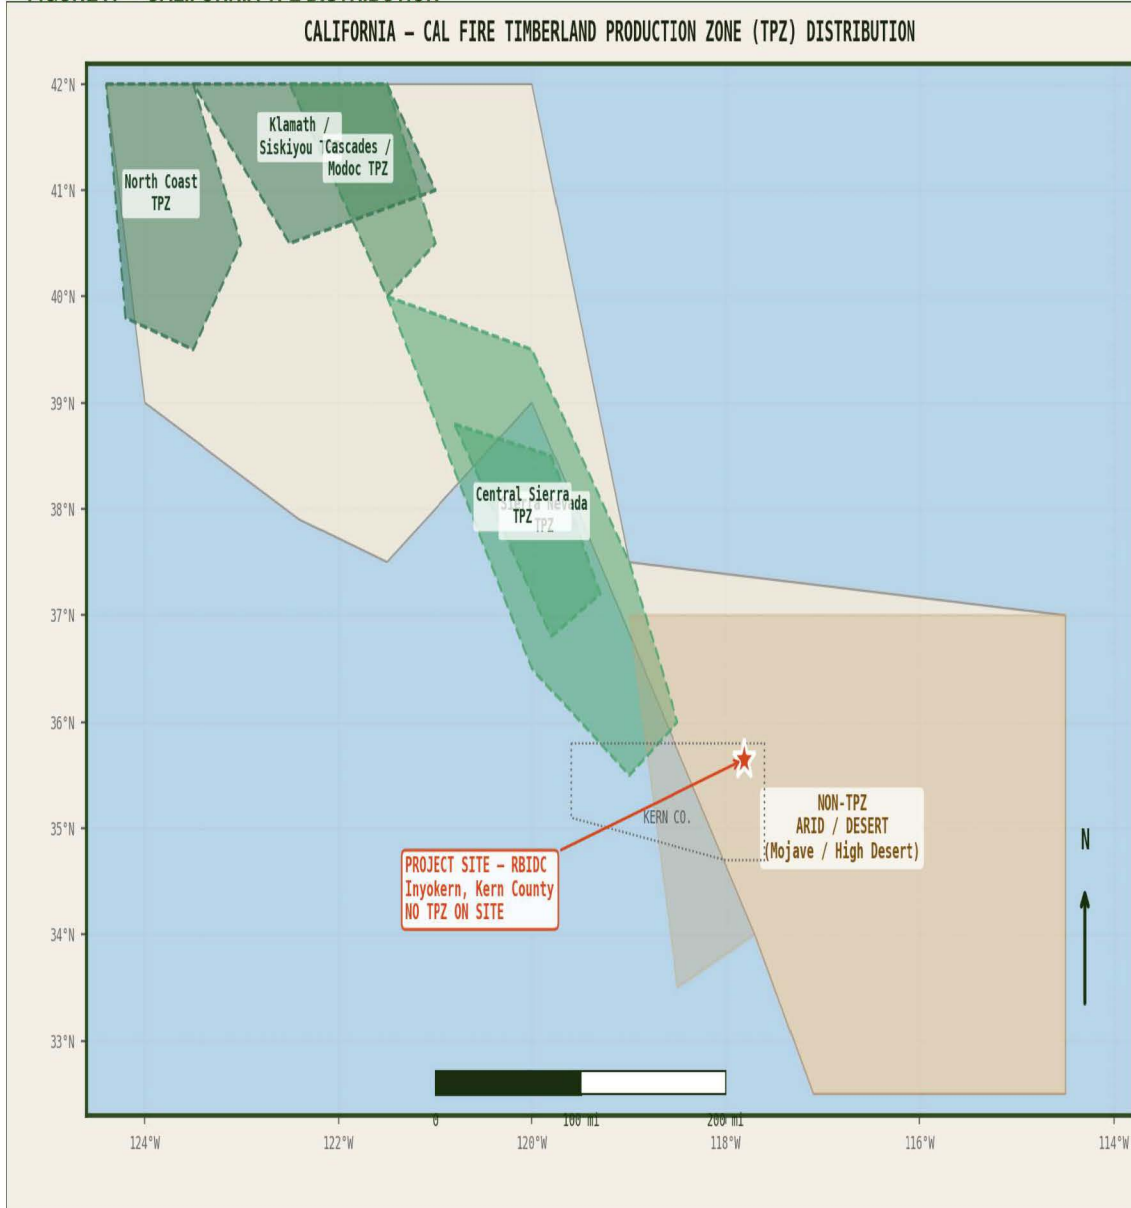 CALIFORNIA — CAL FIRE TIMBERLAND PRODUCTION ZONE (TPZ) DISTRIBUTION
42°N
41°N
40°N
39°N
38°N
37°N
36°N
35°N
34°N
33°N
North Coast
TPZ
Klamath /
Siskiyou
Cascades /
Modoc TPZ
Central Sierra
TPZ
Sierra Nevada
TPZ
KERN CO.
NON-TPZ
ARID / DESERT
(Mojave / High Desert)
PROJECT SITE — RBIDC
Inyokern, Kern County
NO TPZ ON SITE
N
0
100 mi
200 mi
124°W
122°W
120°W
118°W
116°W
114°W